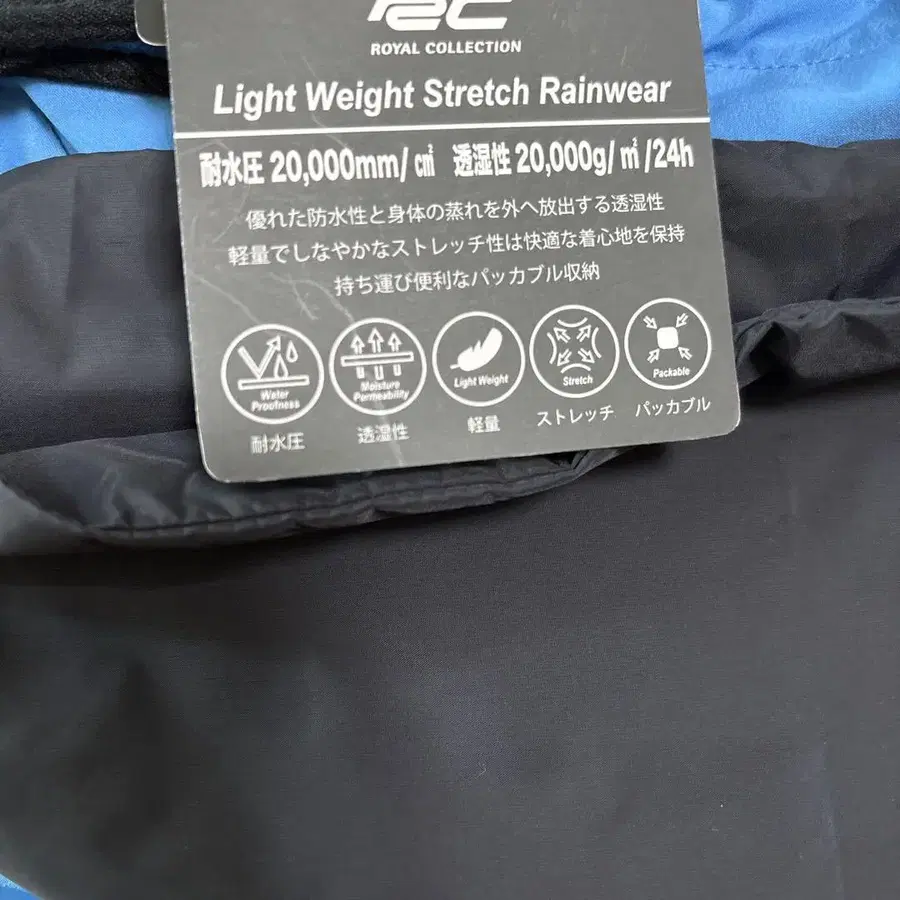 ROYAL COLLECTION
Light Weight Stretch Rainwear
耐水圧 20,000mm/㎠ 透湿性 20,000g/㎡/24h
優れた防水性と身体の蒸れを外へ放出する透湿性
軽量でしなやかなストレッチ性は快適な着心地を保持
持ち運び便利なパッカブル収納
Water Proofness
Moisture Permeability
Light Weight
Stretch
Packable
耐水圧
透湿性
軽量
ストレッチ
パッカブル